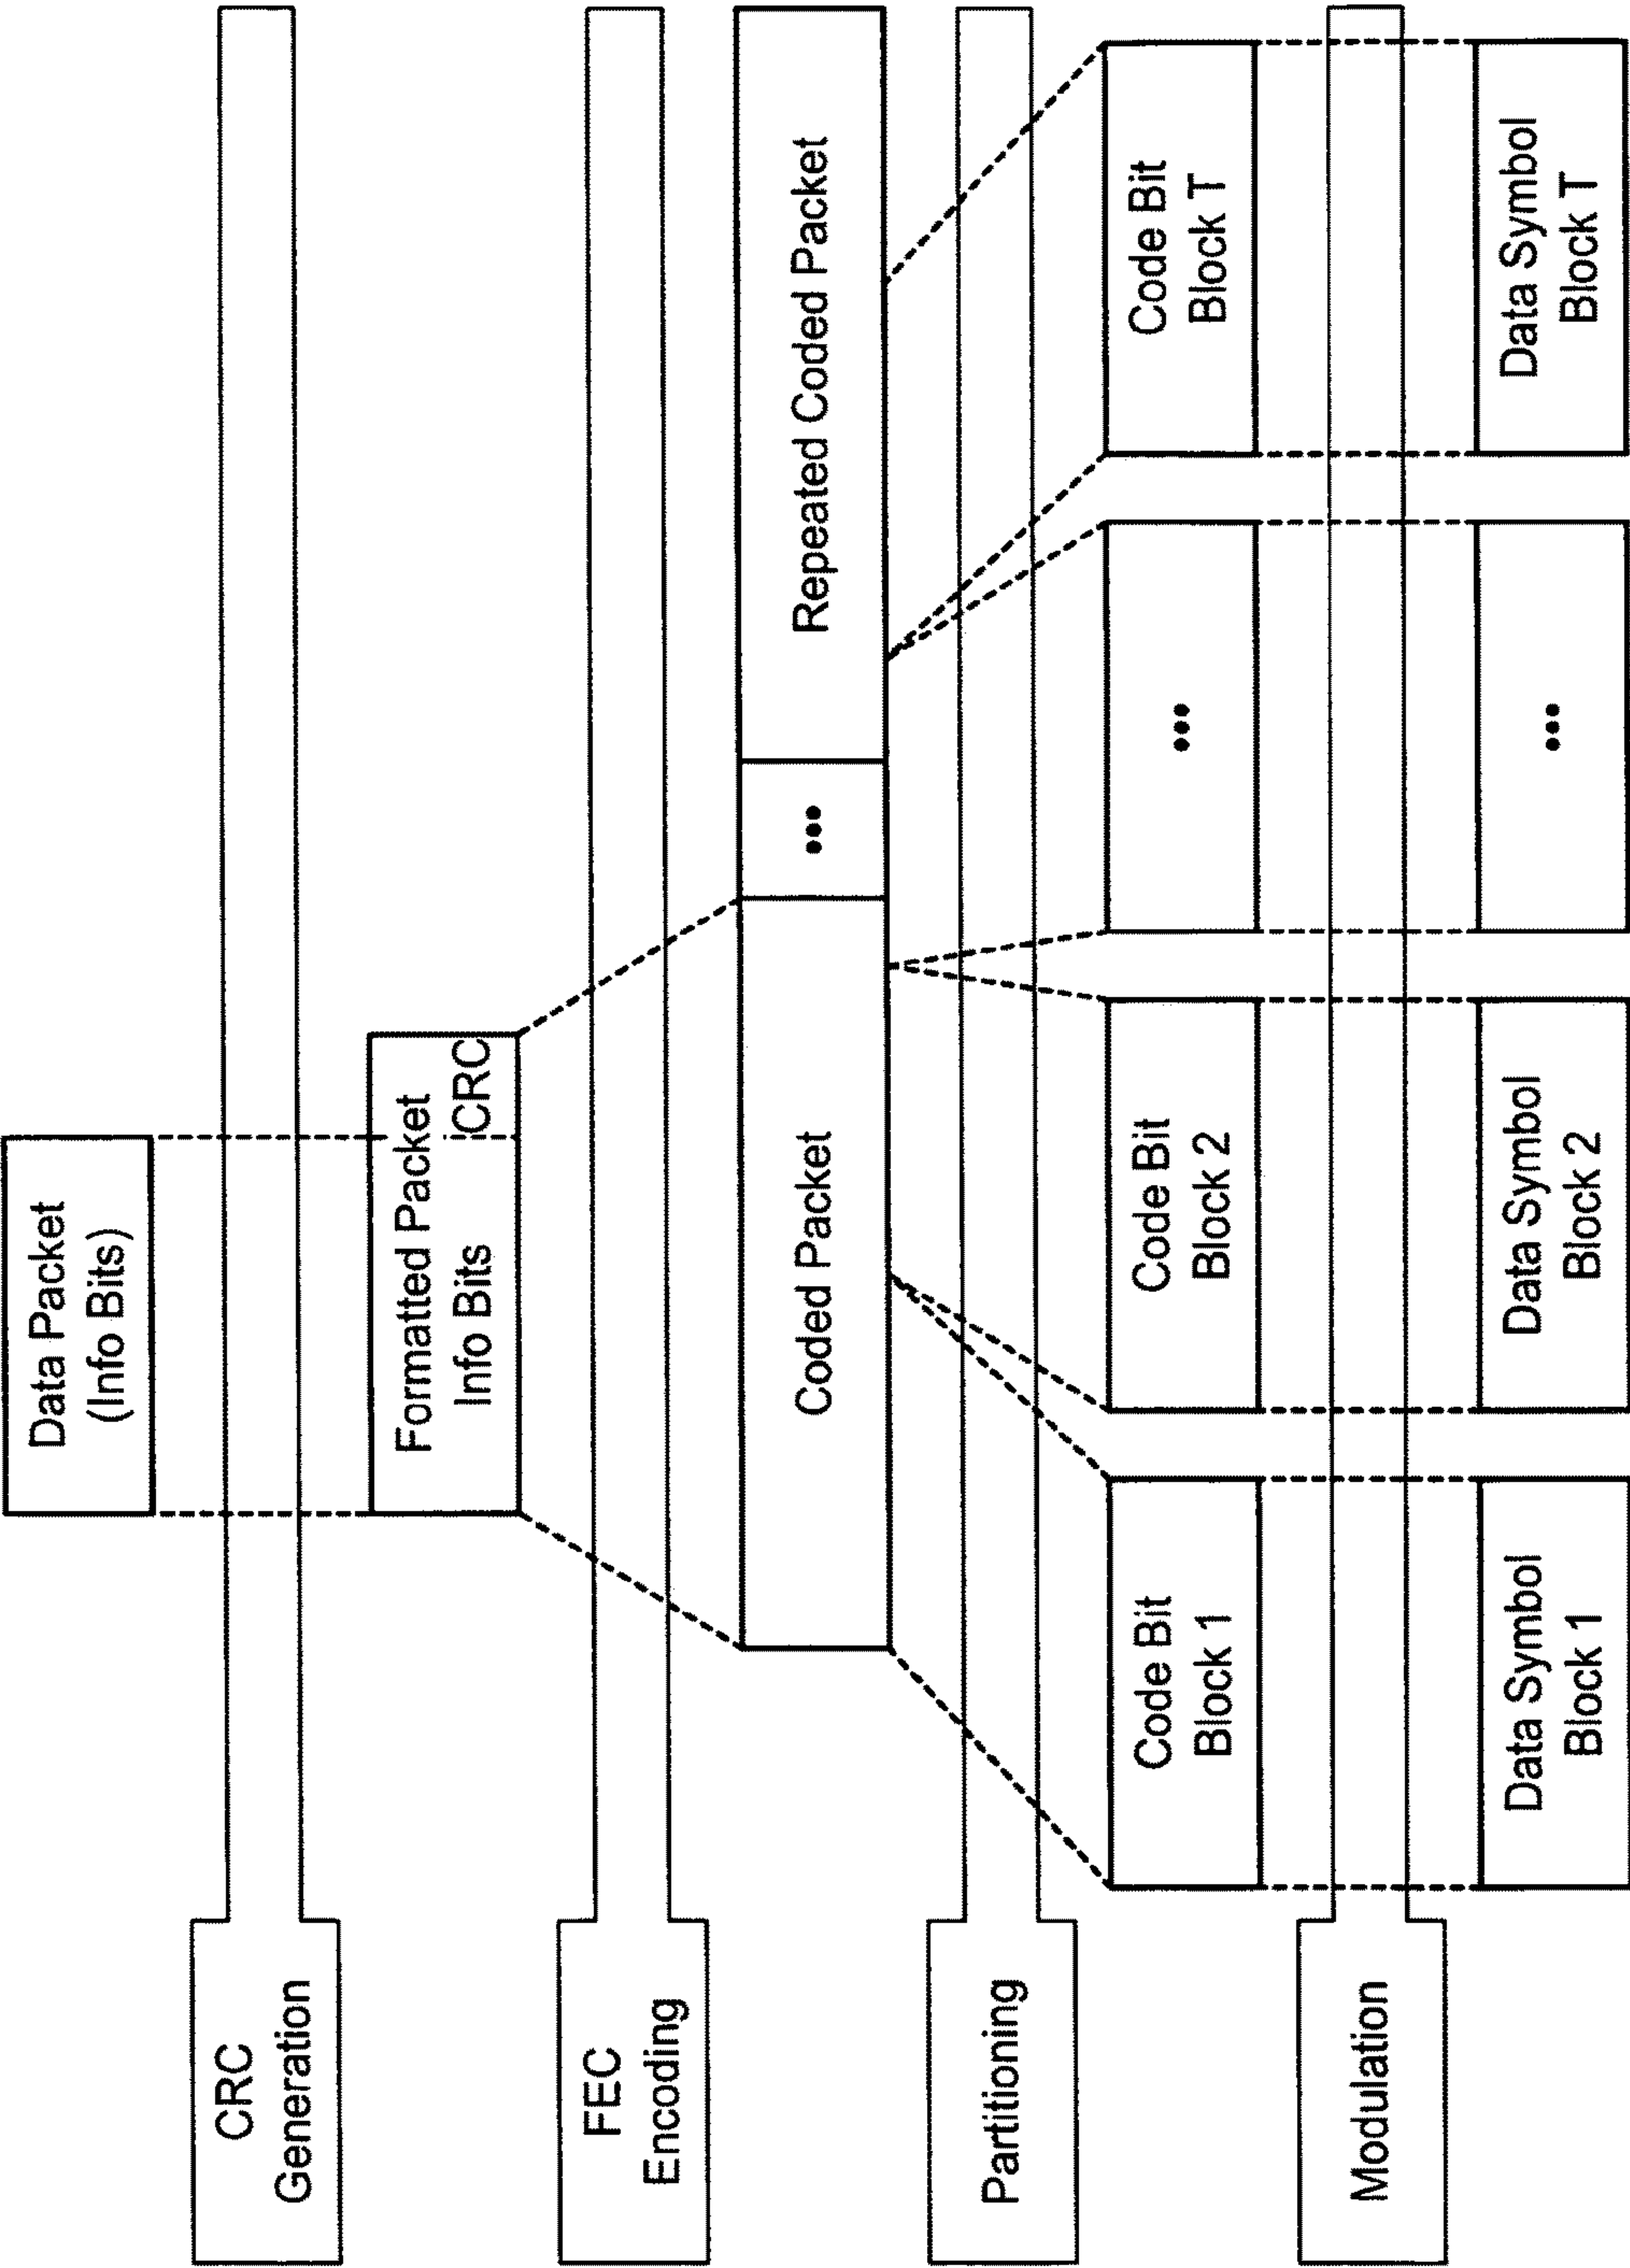 Data Packet
(Info Bits)
CRC
Generation
Formatted Packet
Info Bits CRC
FEC
Encoding
Coded Packet ... Repeated Coded Packet
Partitioning
Code Bit
Block 1
Code Bit
Block 2
...
Code Bit
Block T
Modulation
Data Symbol
Block 1
Data Symbol
Block 2
...
Data Symbol
Block T